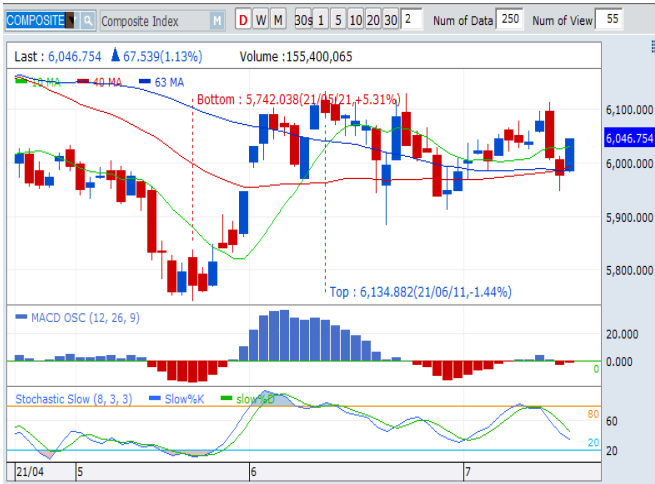 COMPOSITE Composite Index M D W M 30s 1 5 10 20 30 2 Num of Data 250 Num of View 55
Last : 6,046.754 ▲ 67.539(1.13%) Volume :155,400,065
40 MA 63 MA
Bottom : 5,742.038(21/05/21,+5.31%)
6,100.000
6,046.754
6,000.000
5,900.000
5,800.000
Top : 6,134.882(21/06/11,-1.44%)
MACD OSC (12, 26, 9)
20.000
0.000
0
Stochastic Slow (8, 3, 3) Slow%K slow%D
80
60
20 20
21/04 5 6 7